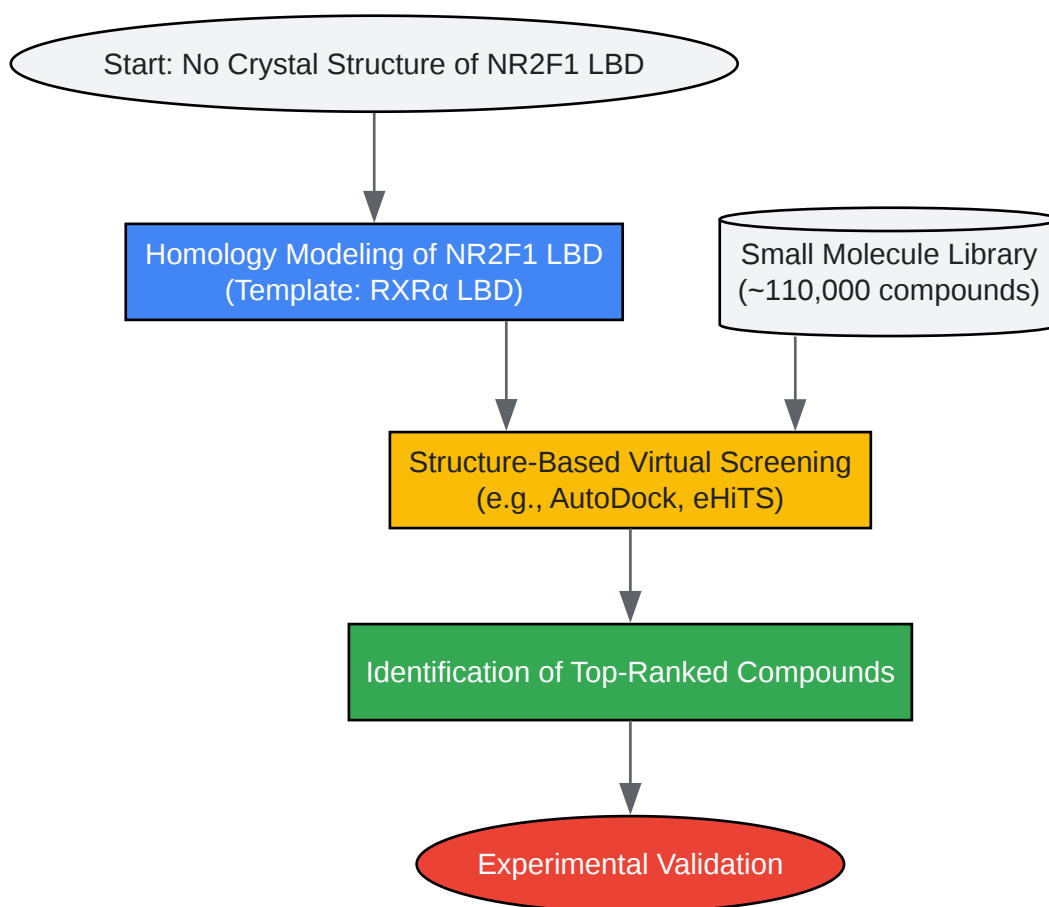 Start: No Crystal Structure of NR2F1 LBD
Homology Modeling of NR2F1 LBD
(Template: RXRα LBD)
Small Molecule Library
(~110,000 compounds)
Structure-Based Virtual Screening
(e.g., AutoDock, eHiTS)
Identification of Top-Ranked Compounds
Experimental Validation